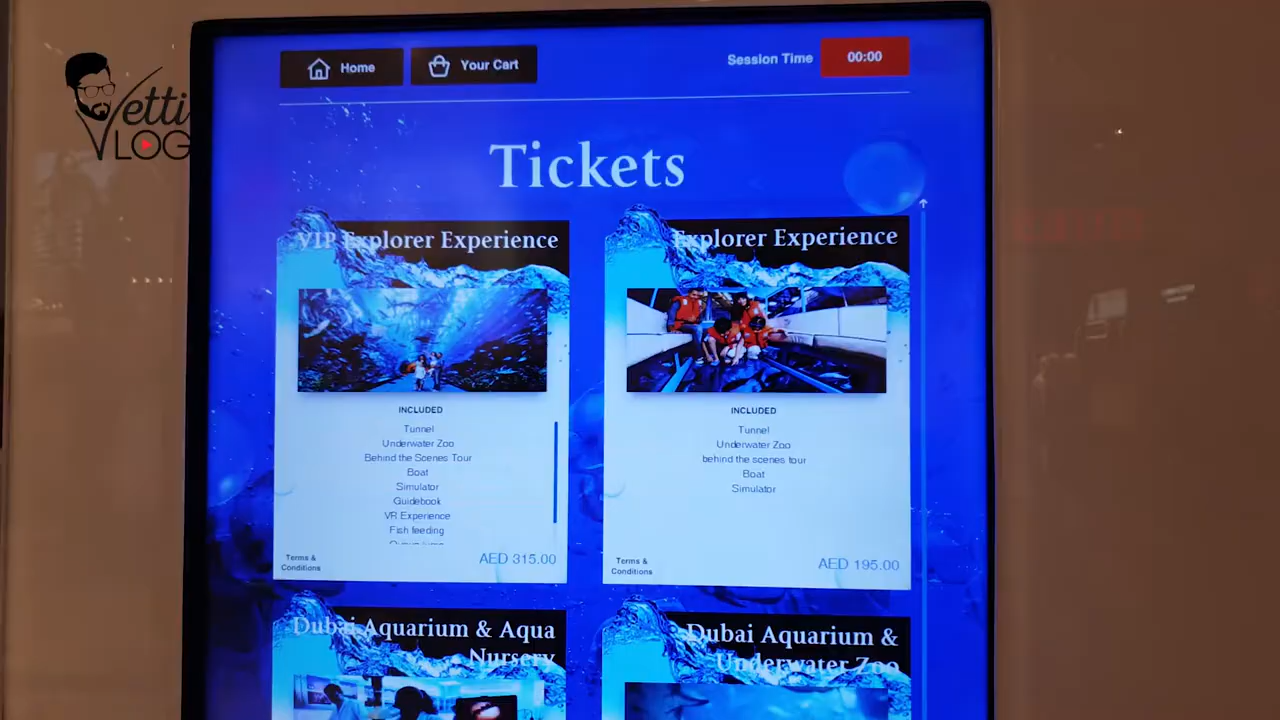 Vetti
VLOG
Home
Your Cart
Session Time
00:00
Tickets
VIP Explorer Experience
INCLUDED
Tunnel
Underwater Zoo
Behind the Scenes Tour
Boat
Simulator
Guidebook
VR Experience
Fish feeding
Terms &
Conditions
AED 315.00
Explorer Experience
INCLUDED
Tunnel
Underwater Zoo
behind the scenes tour
Boat
Simulator
Terms &
Conditions
AED 195.00
Dubai Aquarium & Aqua
Nursery
Dubai Aquarium &
Underwater Zoo